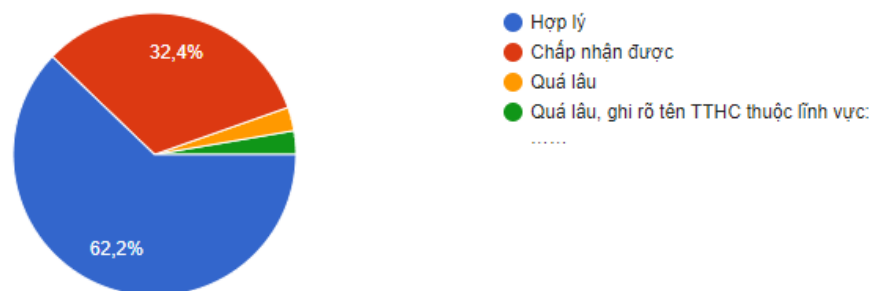 32,4%
62,2%
Hợp lý
Chấp nhận được
Quá lâu
Quá lâu, ghi rõ tên TTHC thuộc lĩnh vực:
......